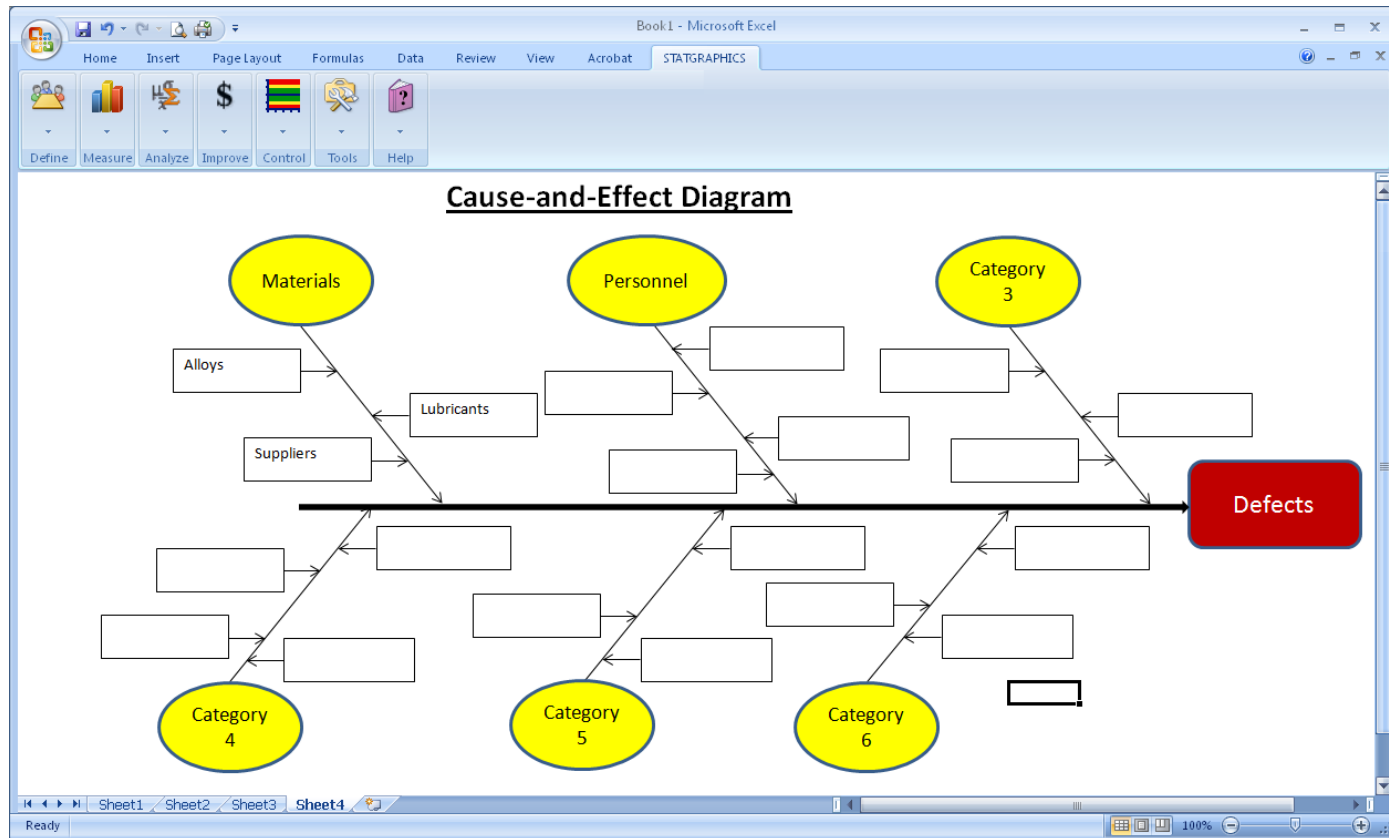 Book1 - Microsoft Excel
Home Insert Page Layout Formulas Data Review View Acrobat STATGRAPHICS
$
?
Define Measure Analyze Improve Control Tools Help
Cause-and-Effect Diagram
Materials
Personnel
Category
3
Alloys
Lubricants
Suppliers
Defects
Category
4
Category
5
Category
6
Sheet1 Sheet2 Sheet3 Sheet4
Ready
100%